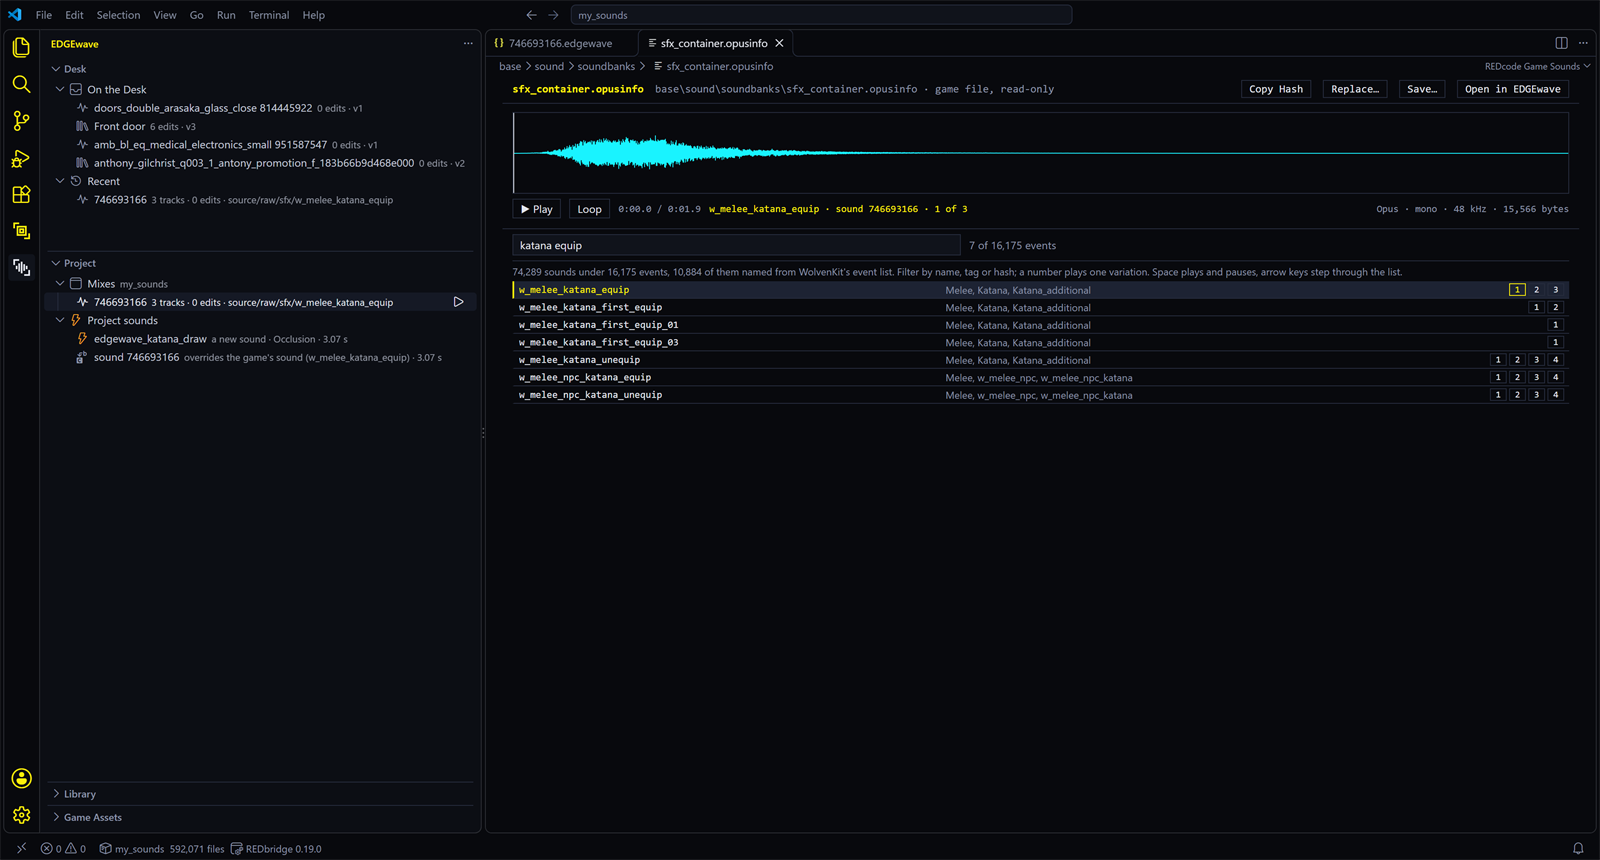 File Edit Selection View Go Run Terminal Help
my_sounds
EDGEwave
Desk
On the Desk
doors_double_arasaka_glass_close 814445922 0 edits · v1
Front door 6 edits · v3
amb_bl_eq_medical_electronics_small 951587547 0 edits · v1
anthony_gilchrist_q003_1_antony_promotion_f_183b66b9d468e000 0 edits · v2
Recent
746693166 3 tracks · 0 edits · source/raw/sfx/w_melee_katana_equip
Project
Mixes my_sounds
746693166 3 tracks · 0 edits · source/raw/sfx/w_melee_katana_equip
Project sounds
edgewave_katana_draw a new sound · Occlusion · 3.07 s
sound 746693166 overrides the game's sound (w_melee_katana_equip) · 3.07 s
Library
Game Assets
746693166.edgewave
sfx_container.opusinfo
base > sound > soundbanks > sfx_container.opusinfo
REDcode Game Sounds
sfx_container.opusinfo base\sound\soundbanks\sfx_container.opusinfo · game file, read-only
Copy Hash Replace… Save… Open in EDGEwave
Play Loop 0:00.0 / 0:01.9 w_melee_katana_equip · sound 746693166 · 1 of 3
Opus · mono · 48 kHz · 15,566 bytes
katana equip 7 of 16,175 events
74,289 sounds under 16,175 events, 10,884 of them named from WolvenKit's event list. Filter by name, tag or hash; a number plays one variation. Space plays and pauses, arrow keys step through the list.
w_melee_katana_equip Melee, Katana, Katana_additional 1 2 3
w_melee_katana_first_equip Melee, Katana, Katana_additional 1 2
w_melee_katana_first_equip_01 Melee, Katana, Katana_additional 1
w_melee_katana_first_equip_03 Melee, Katana, Katana_additional 1
w_melee_katana_unequip Melee, Katana, Katana_additional 1 2 3 4
w_melee_npc_katana_equip Melee, w_melee_npc, w_melee_npc_katana 1 2 3 4
w_melee_npc_katana_unequip Melee, w_melee_npc, w_melee_npc_katana 1 2 3 4
0 0 my_sounds 592,071 files REDbridge 0.19.0